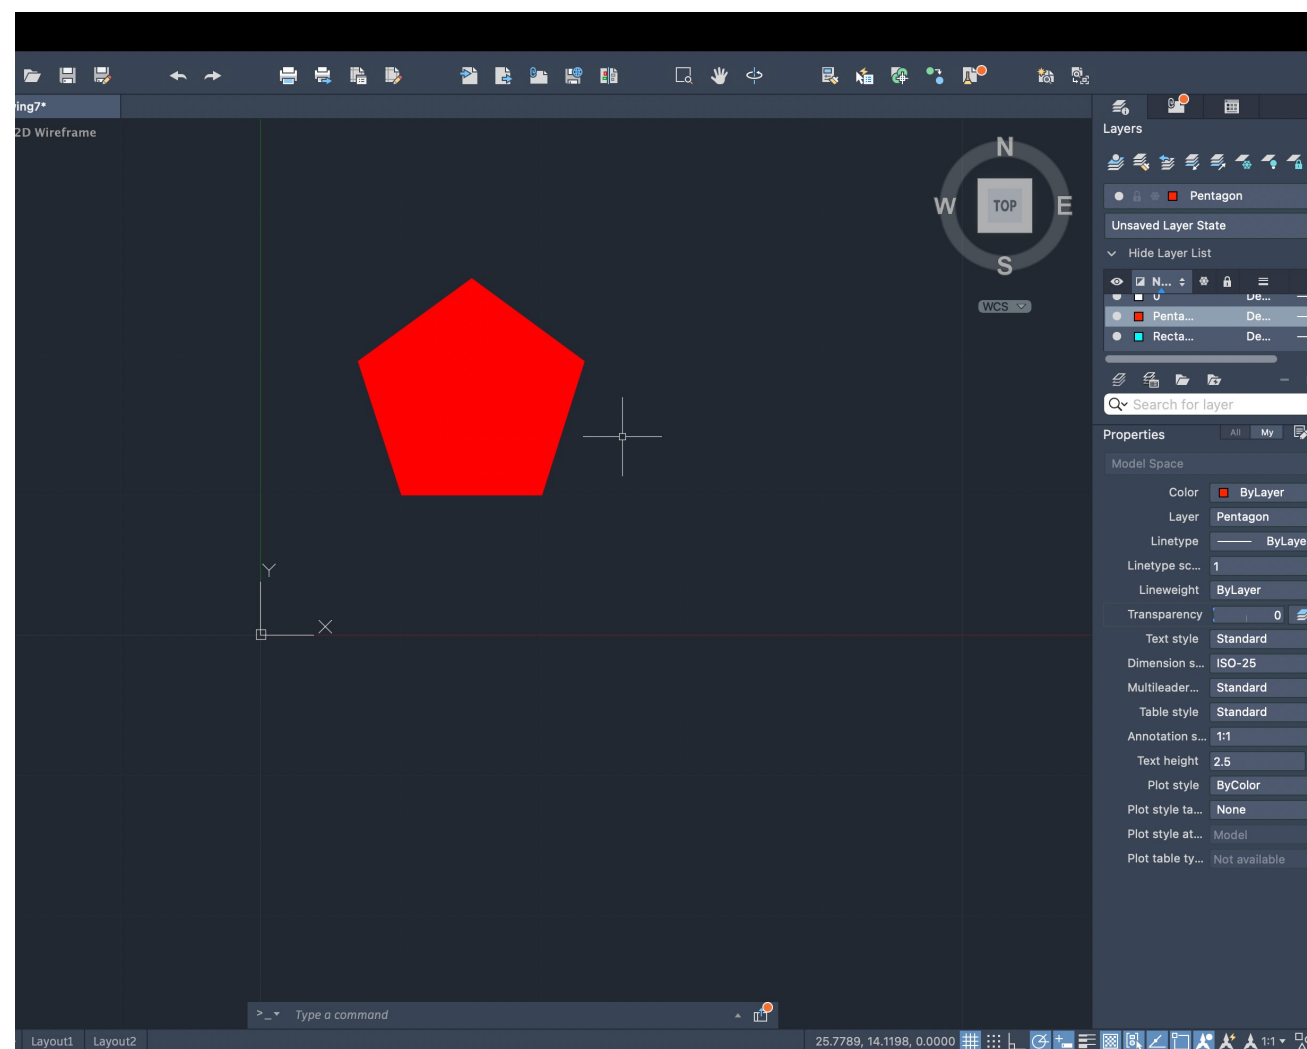 ving7*
2D Wireframe
N
W
TOP
E
S
WCS
Y
X
Layers
Pentagon
Unsaved Layer State
Hide Layer List
N...
0 De...
Penta... De...
Recta... De...
Search for layer
Properties All My
Model Space
Color ByLayer
Layer Pentagon
Linetype ByLaye
Linetype sc... 1
Lineweight ByLayer
Transparency 0
Text style Standard
Dimension s... ISO-25
Multileader... Standard
Table style Standard
Annotation s... 1:1
Text height 2.5
Plot style ByColor
Plot style ta... None
Plot style at... Model
Plot table ty... Not available
>_ Type a command
Layout1 Layout2
25.7789, 14.1198, 0.0000
1:1